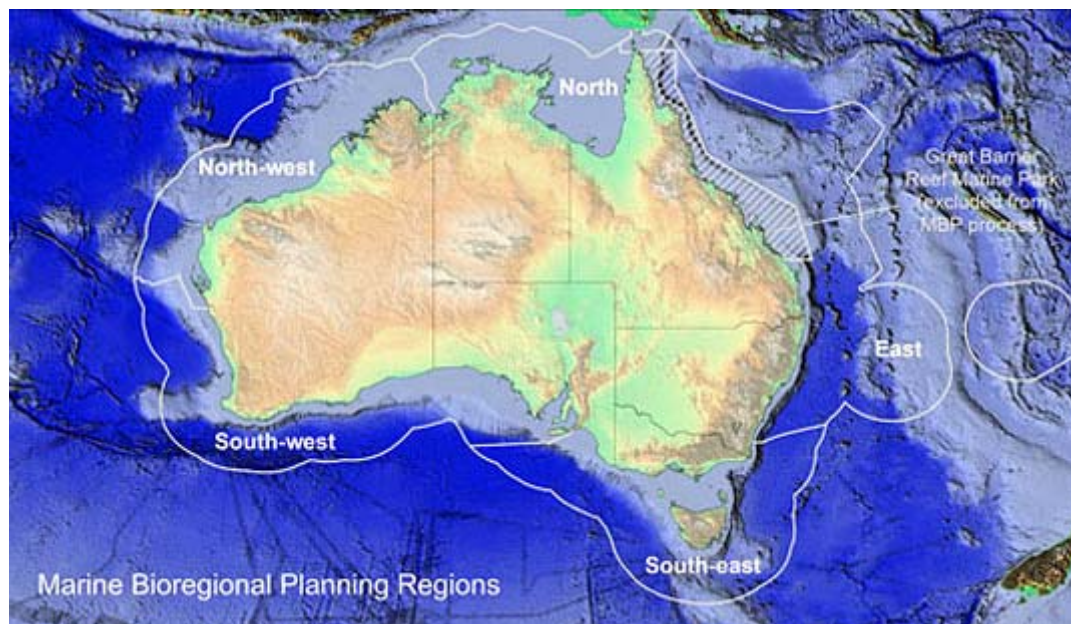 North
North-west
Great Barrier
Reef Marine Park
(excluded from
MBP process)
East
South-west
South-east
Marine Bioregional Planning Regions